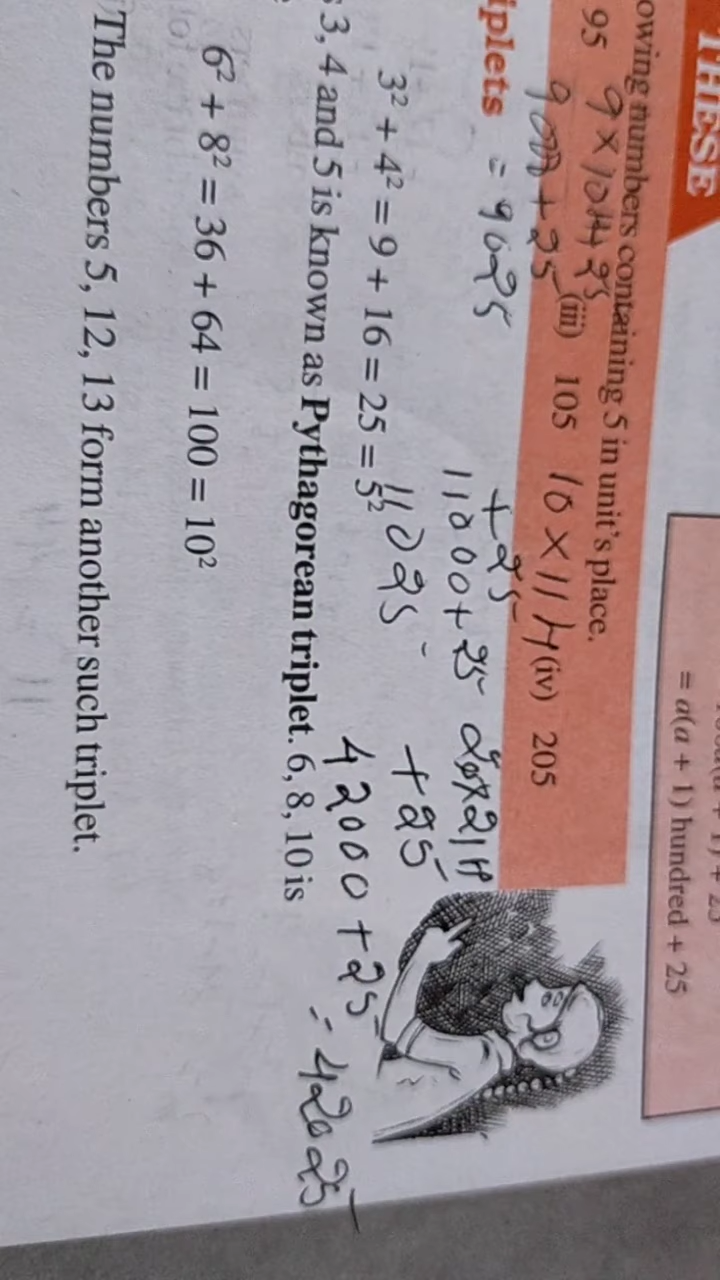 = a(a + 1) hundred + 25
THESE
owing numbers containing 5 in unit's place.
95 9 × 10H + 25 (iii) 105 10 × 11 H (iv) 205
9000 + 25
+ 25
20×21H
iplets = 9025
11000 + 25
+ 25
3² + 4² = 9 + 16 = 25 = 5²
11025
42000 + 25
= 42025
3, 4 and 5 is known as Pythagorean triplet. 6, 8, 10 is
6² + 8² = 36 + 64 = 100 = 10²
The numbers 5, 12, 13 form another such triplet.